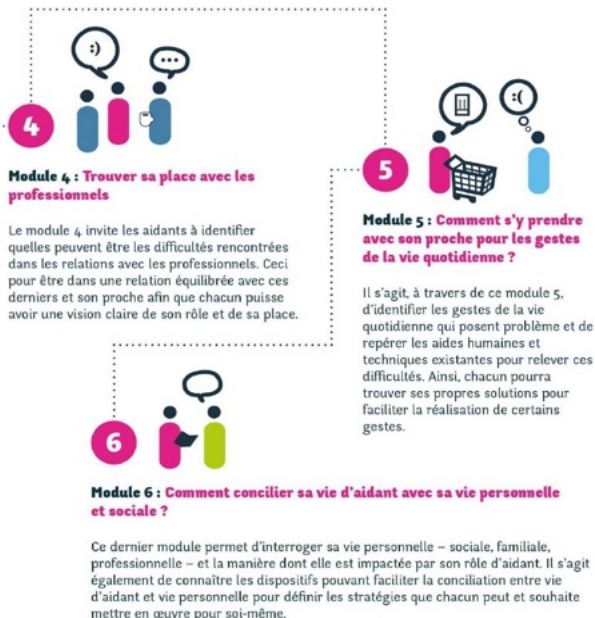 :)
...
4
Module 4 : Trouver sa place avec les
professionnels
Le module 4 invite les aidants à identifier
quelles peuvent être les difficultés rencontrées
dans les relations avec les professionnels. Ceci
pour être dans une relation équilibrée avec ces
derniers et son proche afin que chacun puisse
avoir une vision claire de son rôle et de sa place.
:(
5
Module 5 : Comment s'y prendre
avec son proche pour les gestes
de la vie quotidienne ?
Il s'agit, à travers de ce module 5,
d'identifier les gestes de la vie
quotidienne qui posent problème et de
repérer les aides humaines et
techniques existantes pour relever ces
difficultés. Ainsi, chacun pourra
trouver ses propres solutions pour
faciliter la réalisation de certains
gestes.
6
Module 6 : Comment concilier sa vie d'aidant avec sa vie personnelle
et sociale ?
Ce dernier module permet d'interroger sa vie personnelle – sociale, familiale,
professionnelle – et la manière dont elle est impactée par son rôle d'aidant. Il s'agit
également de connaître les dispositifs pouvant faciliter la conciliation entre vie
d'aidant et vie personnelle pour définir les stratégies que chacun peut et souhaite
mettre en œuvre pour soi-même.